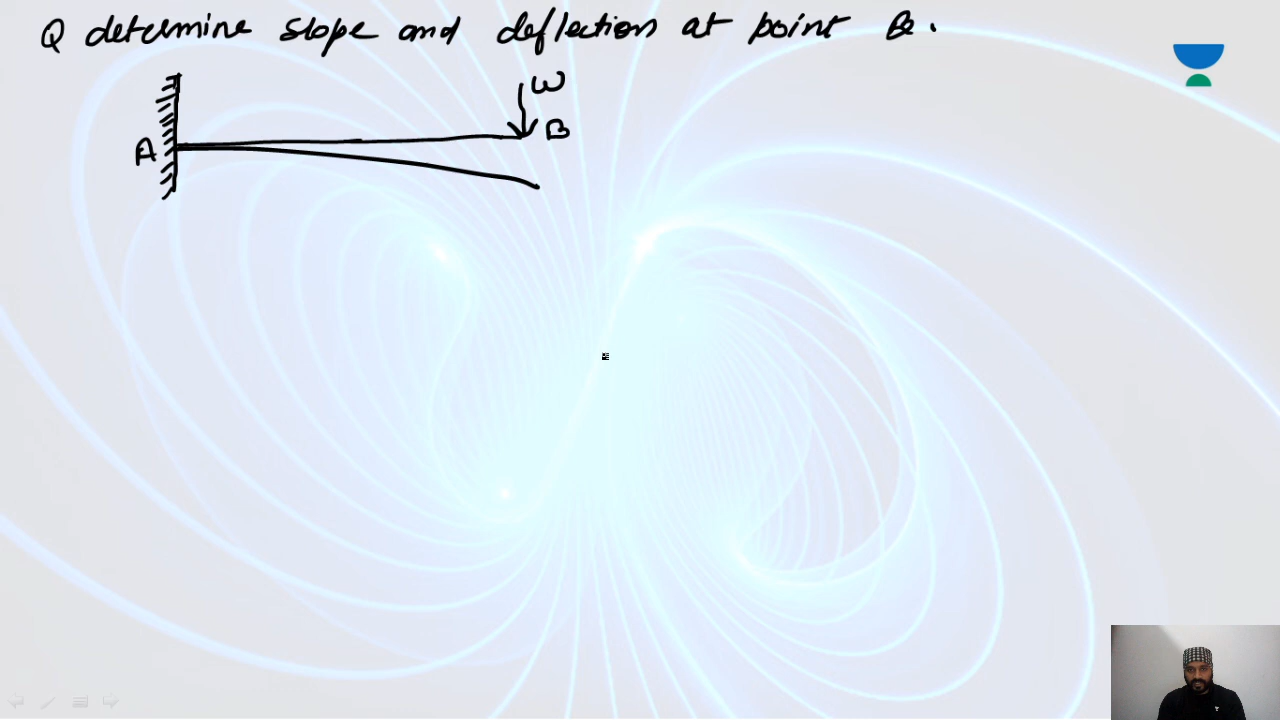 Q determine slope and deflection at point B.
W
B
A